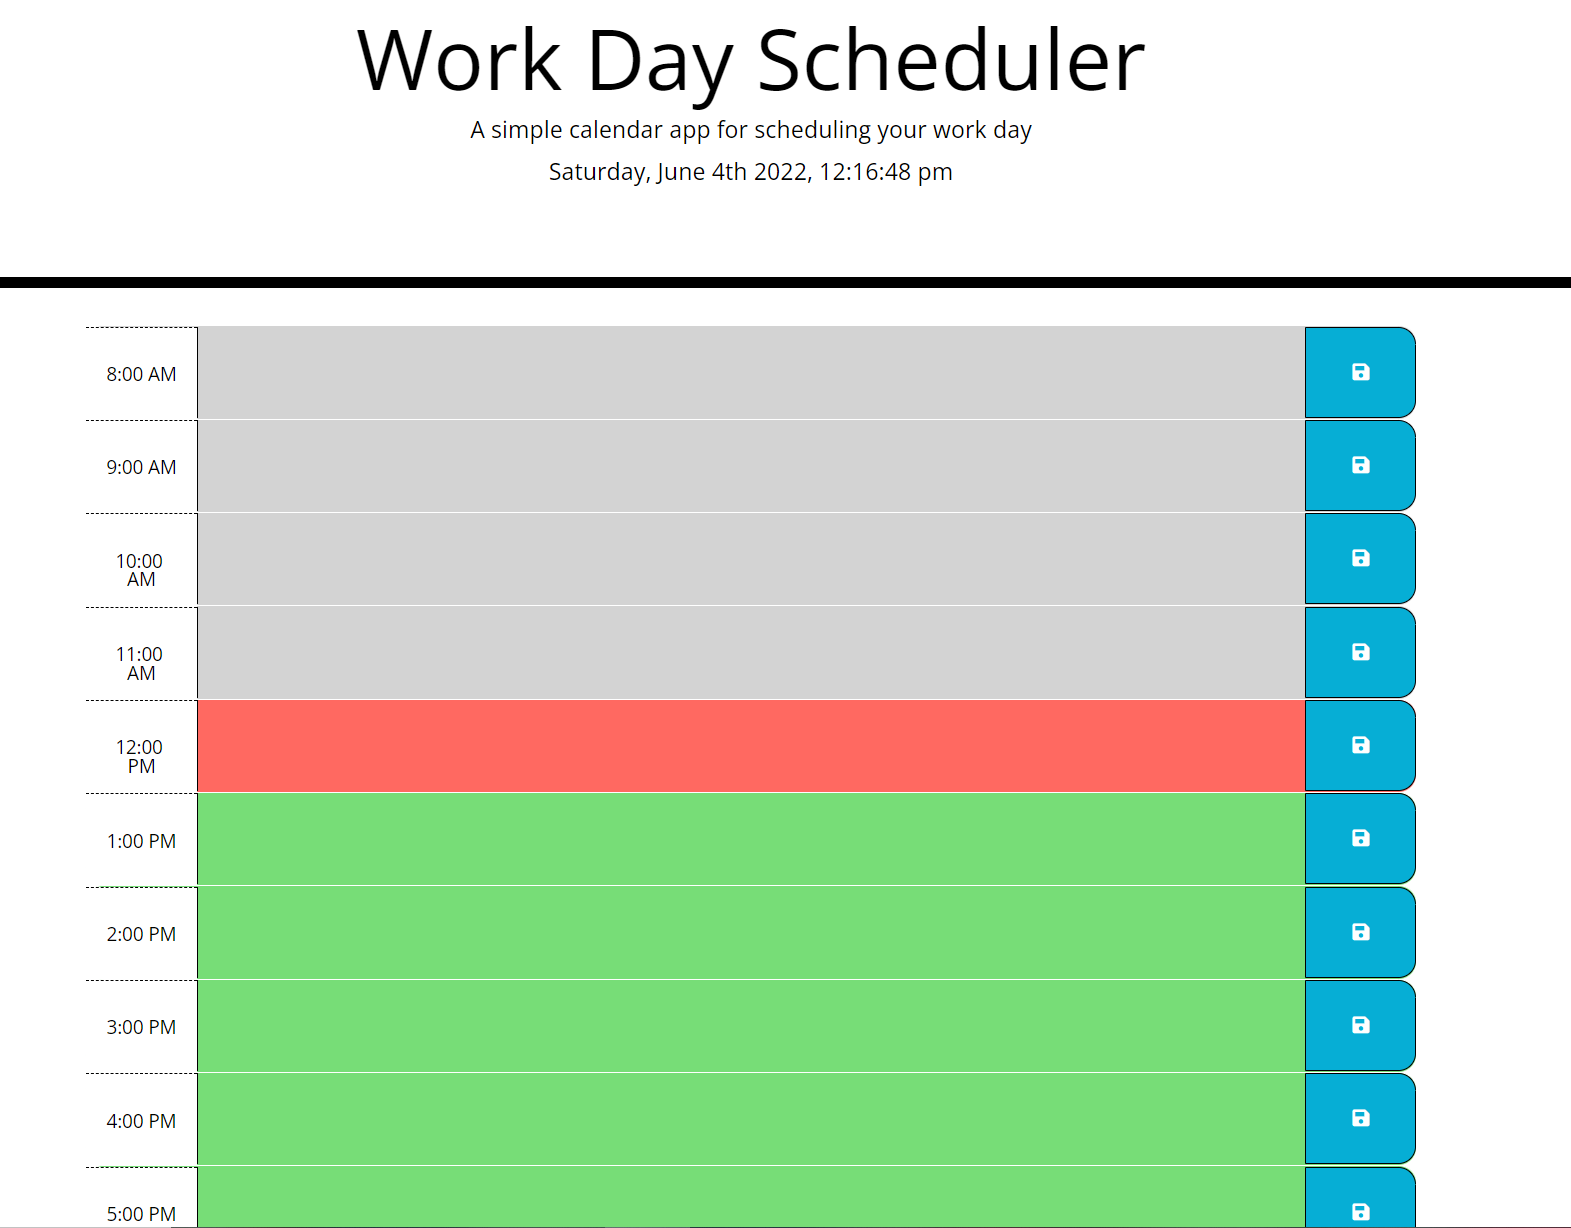 Work Day Scheduler
A simple calendar app for scheduling your work day
Saturday, June 4th 2022, 12:16:48 pm
8:00 AM
9:00 AM
10:00
AM
11:00
AM
12:00
PM
1:00 PM
2:00 PM
3:00 PM
4:00 PM
5:00 PM